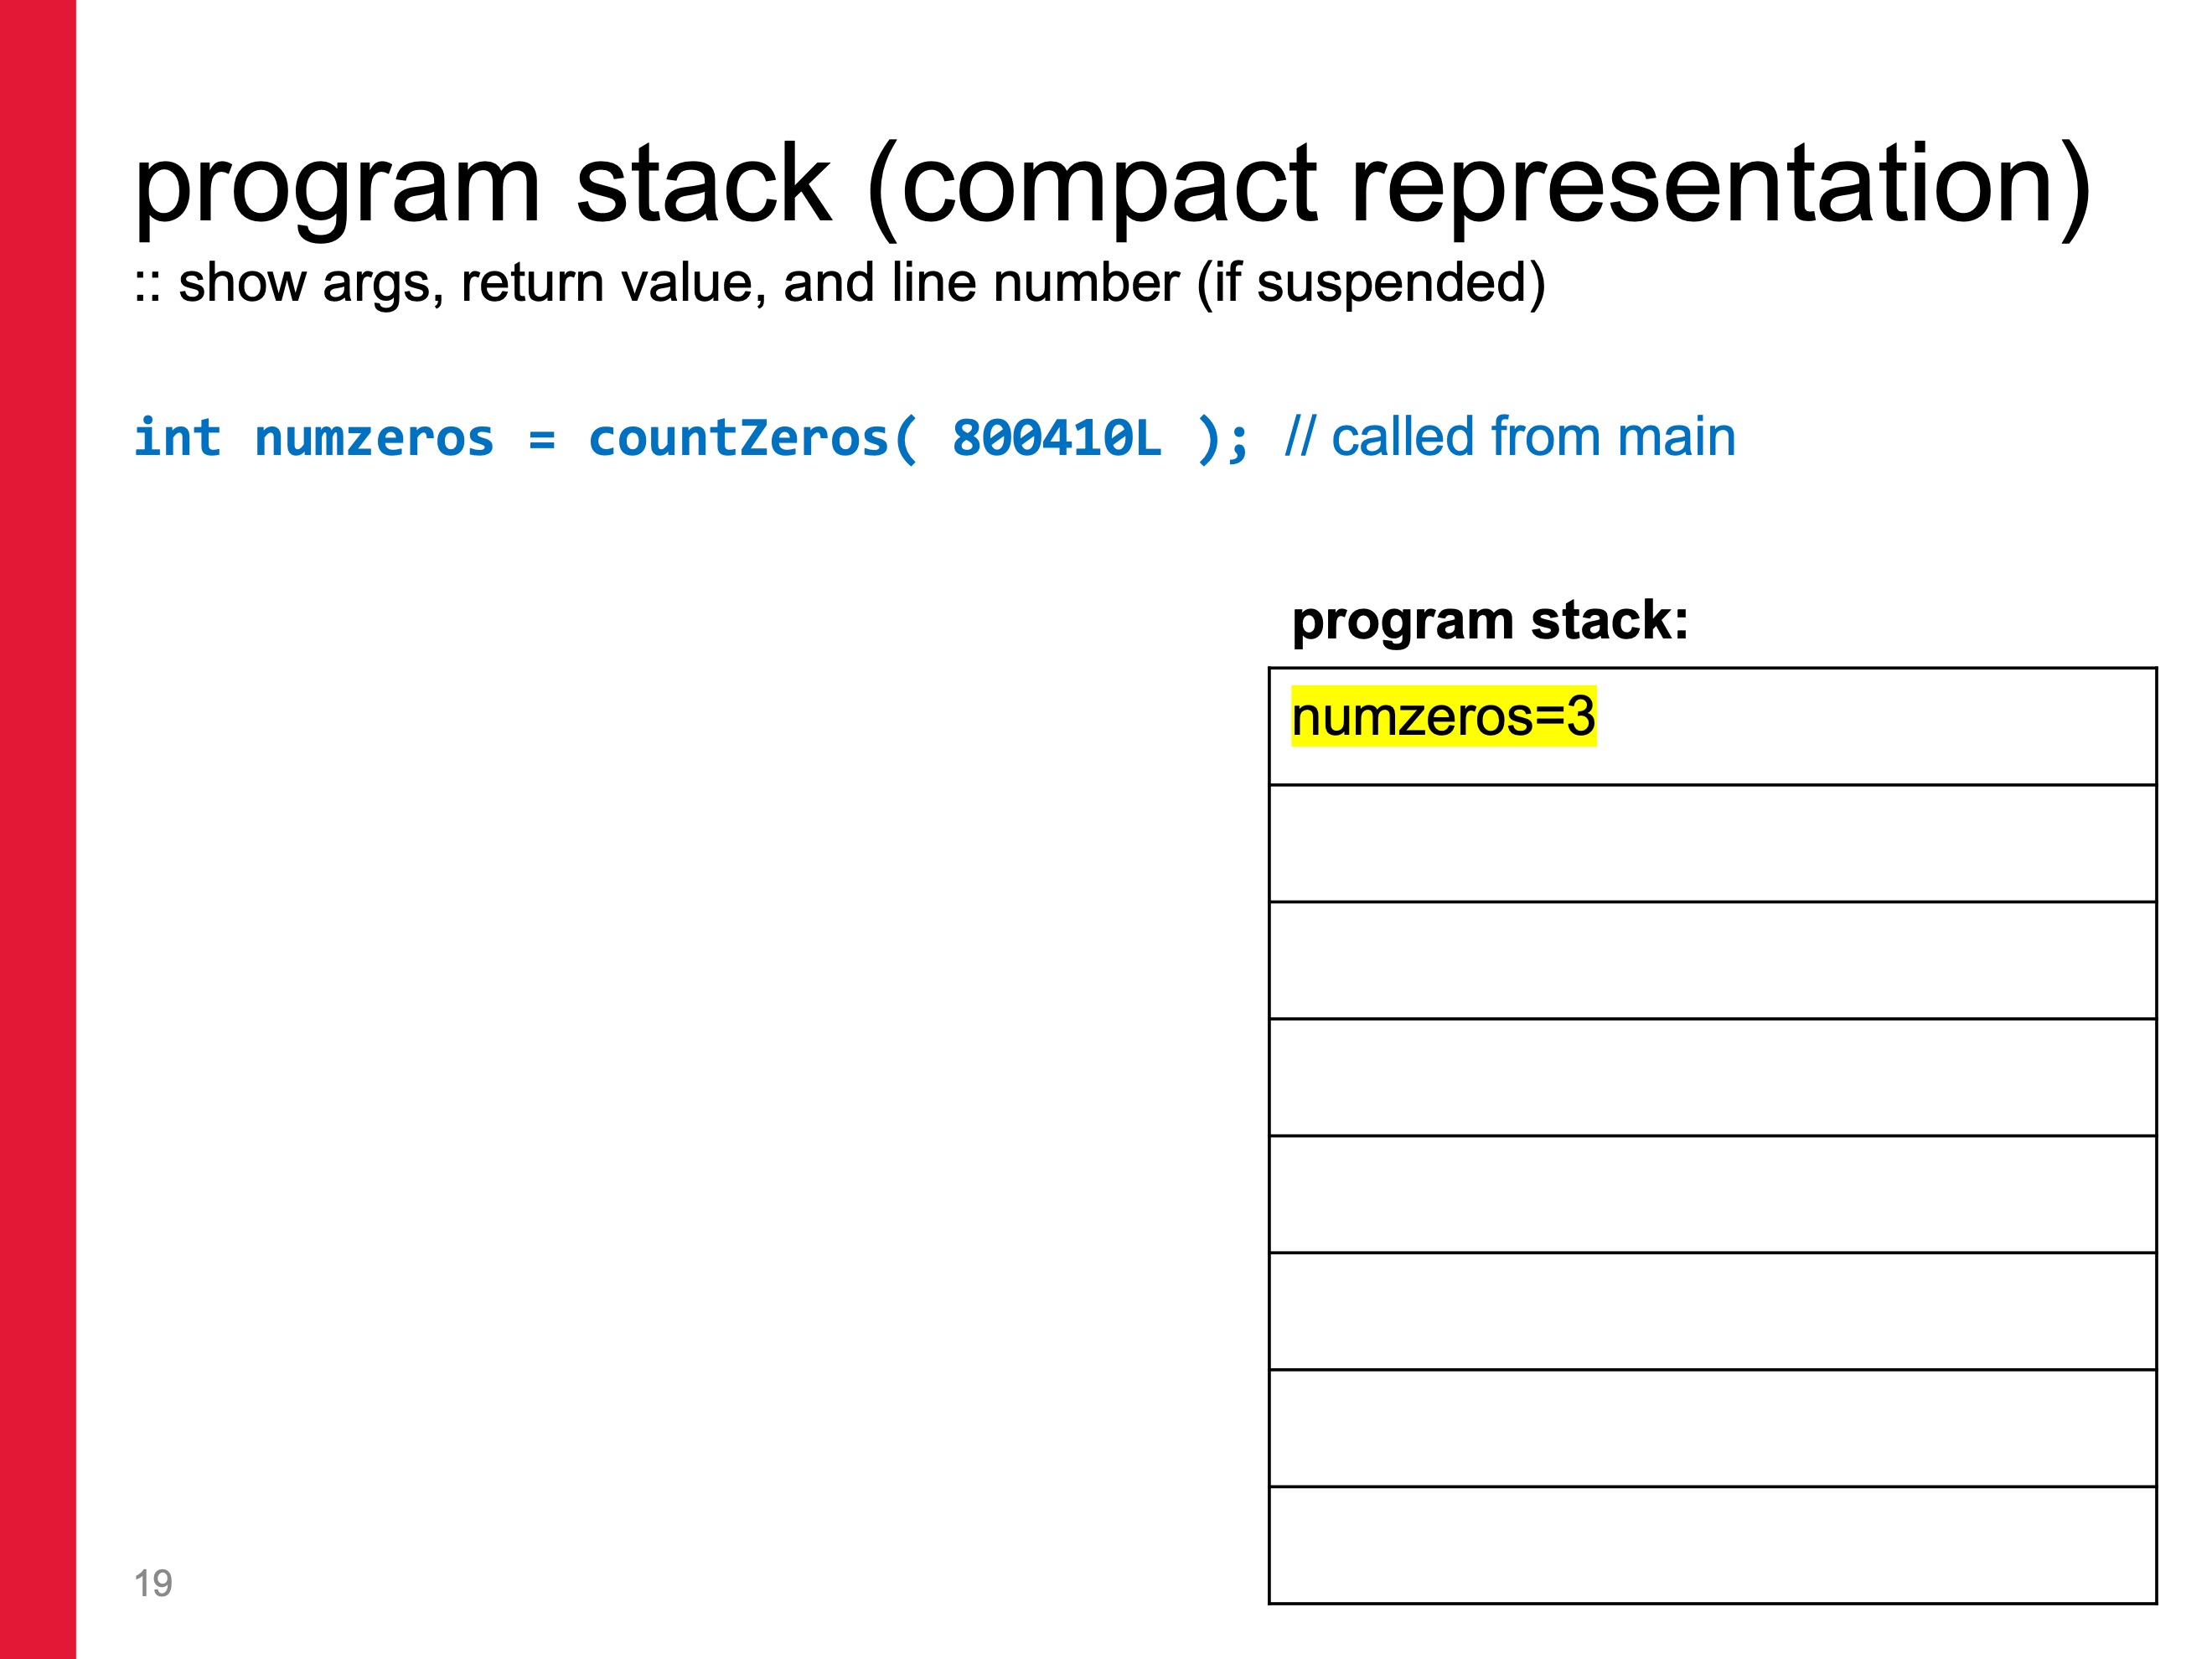 program stack (compact representation)
:: show args, return value, and line number (if suspended)
int numzeros = countZeros( 800410L ); // called from main
program stack:
numzeros=3
19